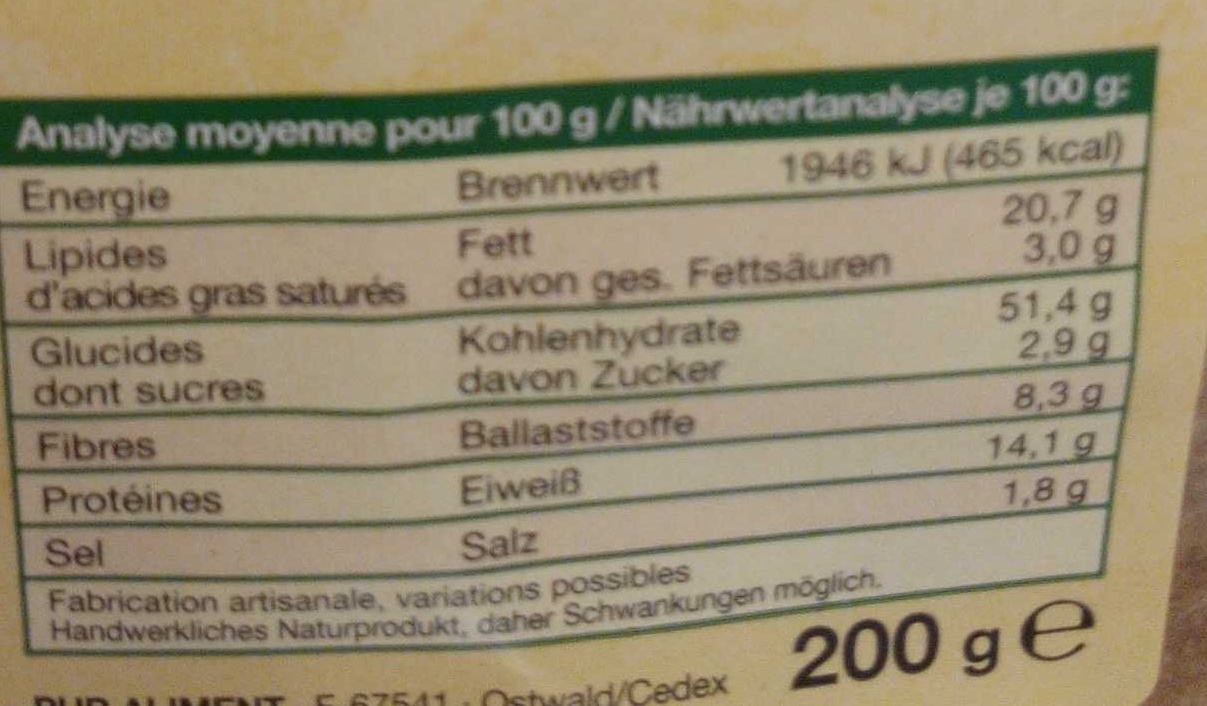 Analyse moyenne pour 100 g / Nährwertanalyse je 100 g:
Energie Brennwert 1946 kJ (465 kcal)
Lipides Fett 20,7 g
d'acides gras saturés davon ges. Fettsäuren 3,0 g
Glucides Kohlenhydrate 51,4 g
dont sucres davon Zucker 2,9 g
Fibres Ballaststoffe 8,3 g
Protéines Eiweiß 14,1 g
Sel Salz 1,8 g
Fabrication artisanale, variations possibles
Handwerkliches Naturprodukt, daher Schwankungen möglich.
200 g e
PUR ALIMENT F-67541 - Ostwald/Cedex